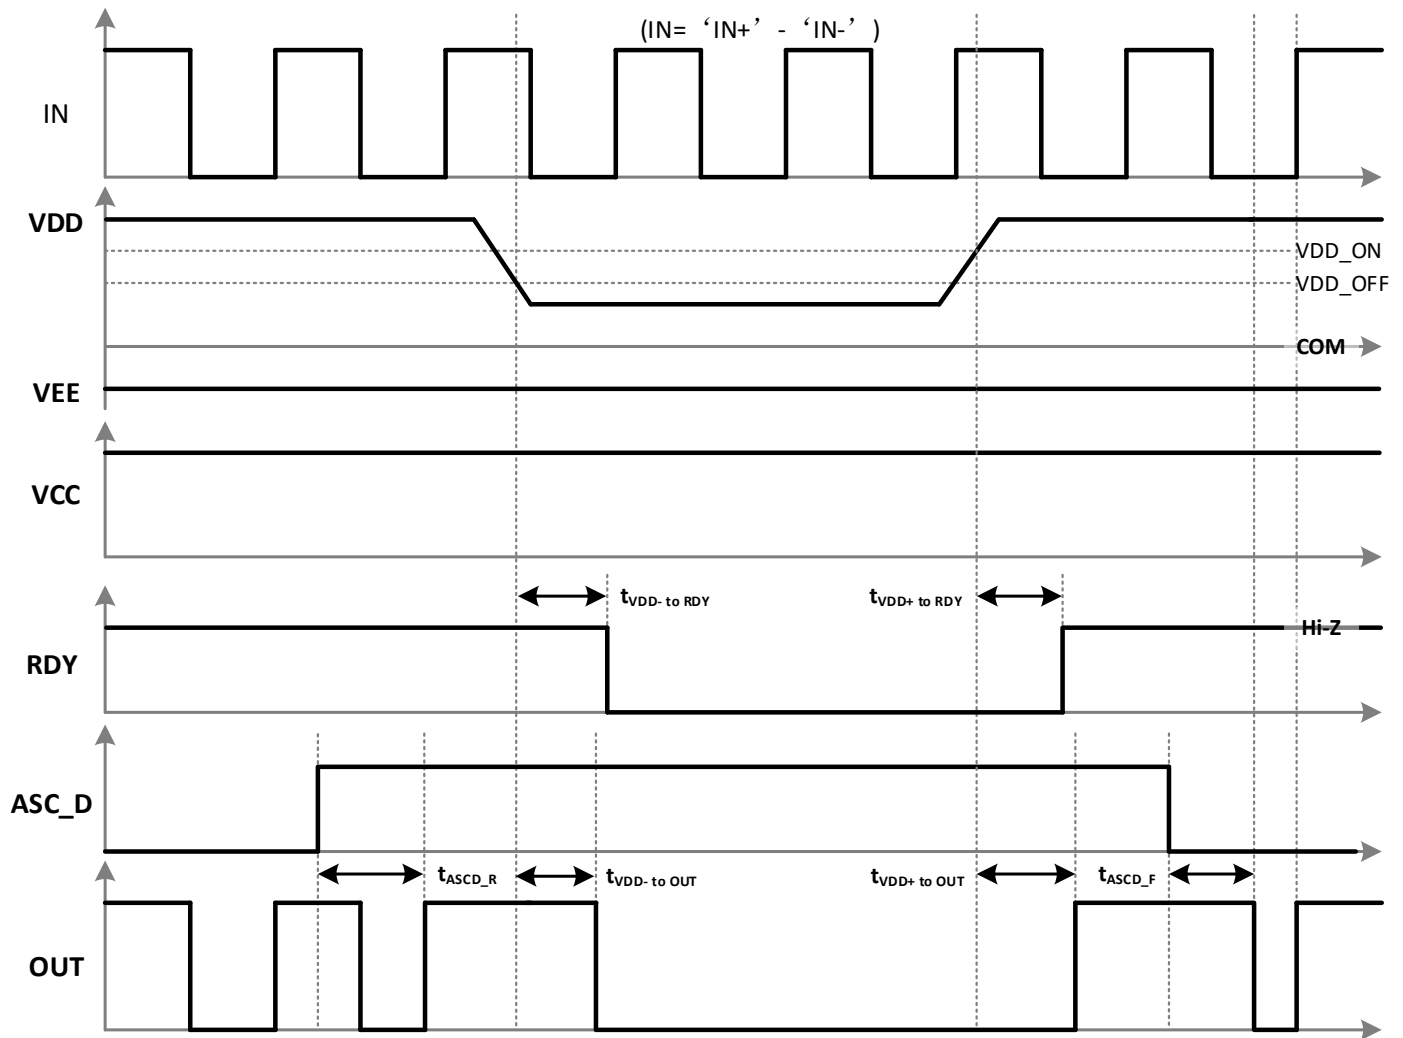 (IN= ‘IN+’ - ‘IN-’ )
IN
VDD
VDD_ON
VDD_OFF
COM
VEE
VCC
tVDD- to RDY
tVDD+ to RDY
Hi-Z
RDY
ASC_D
tASCD_R
tVDD- to OUT
tVDD+ to OUT
tASCD_F
OUT